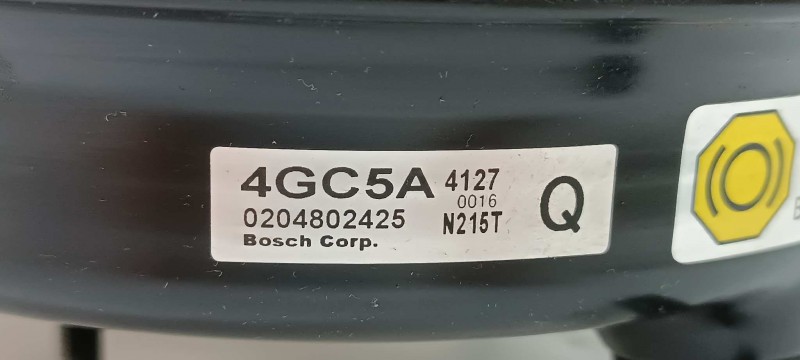 4GC5A 4127
0016
0204802425 N215T
Bosch Corp.
Q